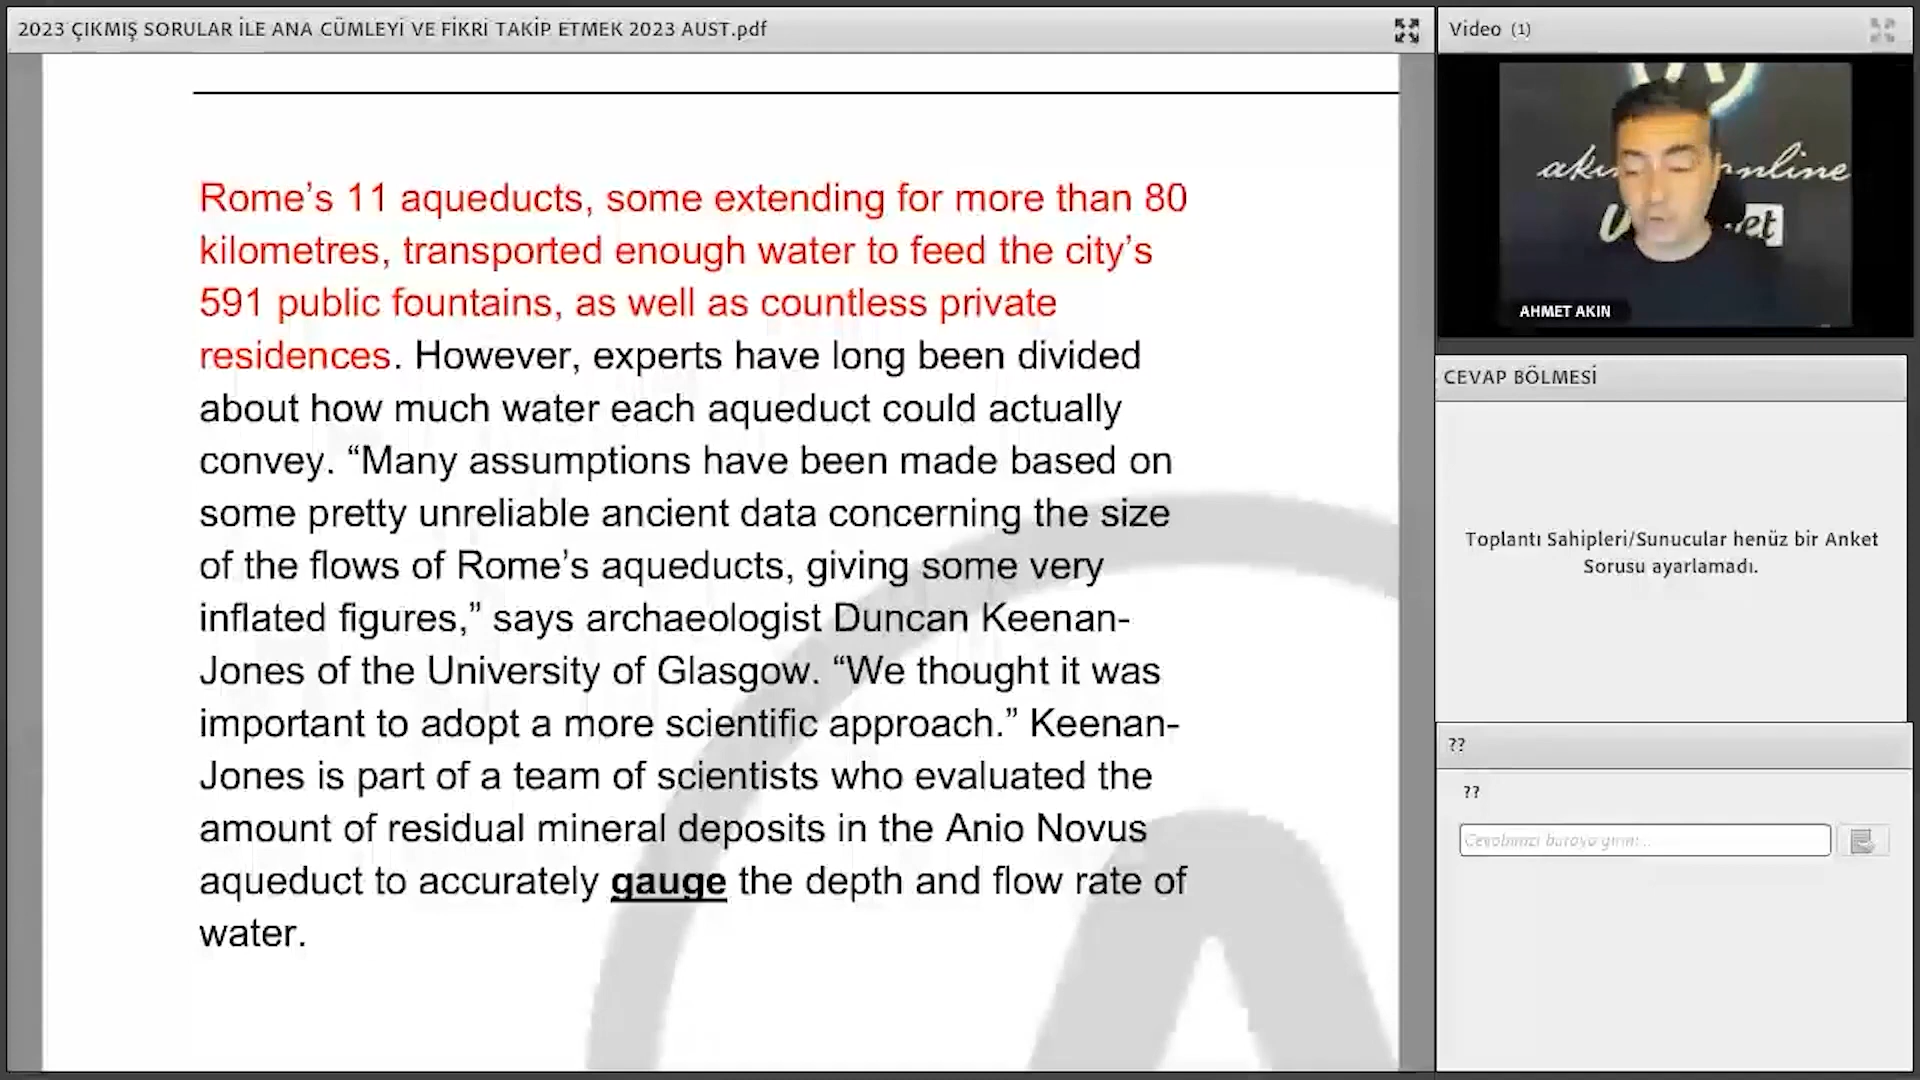 2023 ÇIKMIŞ SORULAR İLE ANA CÜMLEYİ VE FİKRİ TAKİP ETMEK 2023 AUST.pdf
Rome’s 11 aqueducts, some extending for more than 80
kilometres, transported enough water to feed the city’s
591 public fountains, as well as countless private
residences. However, experts have long been divided
about how much water each aqueduct could actually
convey. “Many assumptions have been made based on
some pretty unreliable ancient data concerning the size
of the flows of Rome’s aqueducts, giving some very
inflated figures,” says archaeologist Duncan Keenan-
Jones of the University of Glasgow. “We thought it was
important to adopt a more scientific approach.” Keenan-
Jones is part of a team of scientists who evaluated the
amount of residual mineral deposits in the Anio Novus
aqueduct to accurately gauge the depth and flow rate of
water.
Video (1)
AHMET AKIN
CEVAP BÖLMESİ
Toplantı Sahipleri/Sunucular henüz bir Anket
Sorusu ayarlamadı.
??
??
Cevabınızı buraya girin...